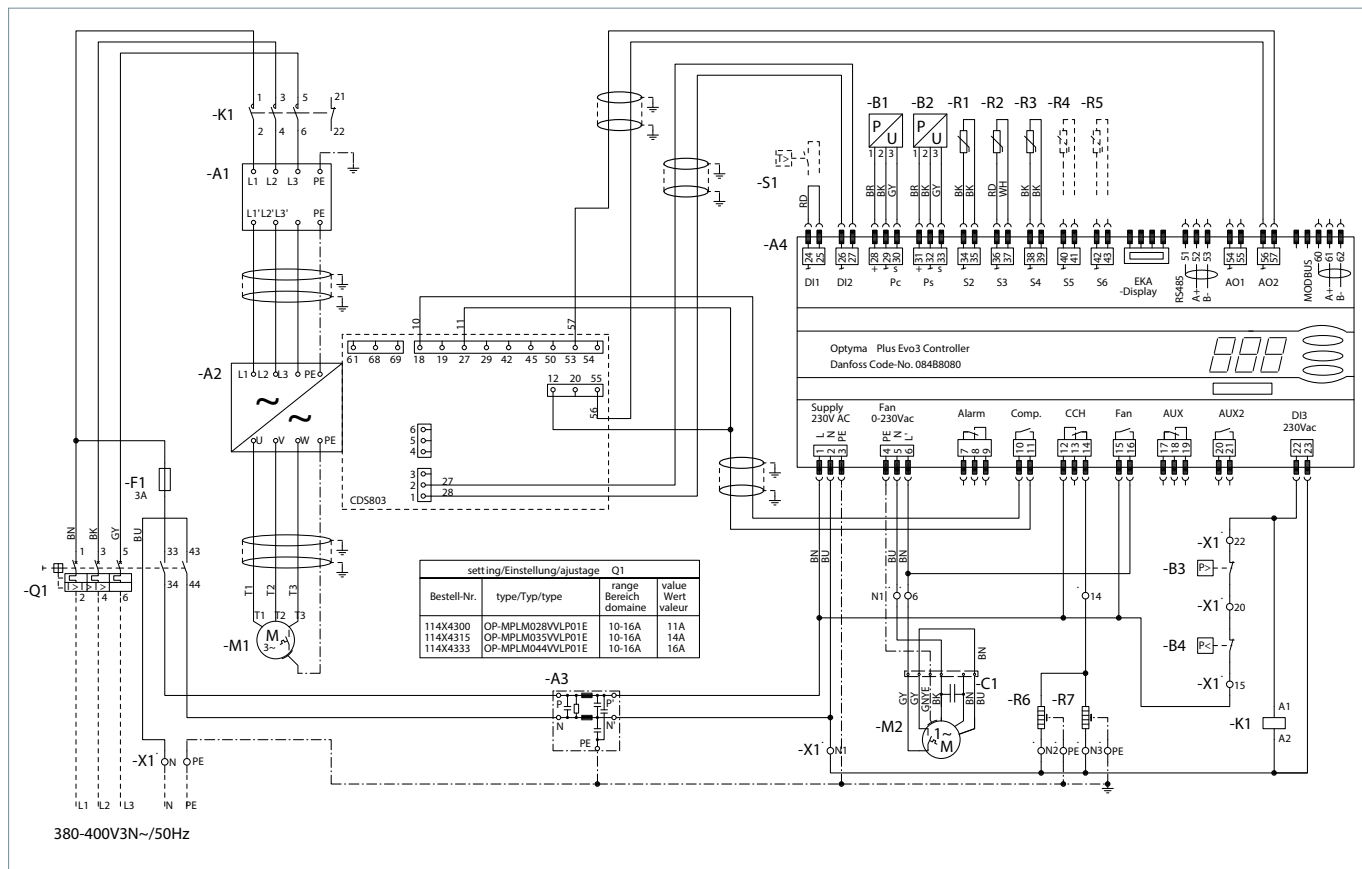 -K1
1 3 5 21
2 4 6 22
-A1
L1 L2 L3 PE
L1' L2' L3' PE
-A2
L1 L2 L3 PE
~
~
U V W PE
T1 T2 T3
T1 T2 T3
-M1
M
3~
-F1
3A
BN BK GY BU
1 3 5 33 43
I> I> I>
-Q1
2 4 6 34 44
-X1 N PE
L1 L2 L3 N PE
380-400V3N~/50Hz
10 11 57
61 68 69 18 19 27 29 42 45 50 53 54
12 20 55
56
6
5
4
3
2 27
1 28
CDS803
setting/Einstellung/ajustage Q1
Bestell-Nr. type/Typ/type range Bereich domaine value Wert valeur
114X4300 OP-MPLM028VVLP01E 10-16A 11A
114X4315 OP-MPLM035VVLP01E 10-16A 14A
114X4333 OP-MPLM044VVLP01E 10-16A 16A
-A3
P P'
N N'
PE
-B1 -B2 -R1 -R2 -R3 -R4 -R5
P U P U
1 2 3 1 2 3
T>
-S1
RD BR BK GY BR BK GY BK BK RD WH BK BK
-A4
24 25 26 27 28 29 30 31 32 33 34 35 36 37 38 39 40 41 42 43 51 52 53 54 55 56 57 60 61 62
+ s + s
DI1 DI2 Pc Ps S2 S3 S4 S5 S6 EKA -Display RS485 A+ B- AO1 AO2 MODBUS A+ B-
Optyma Plus Evo3 Controller
Danfoss Code-No. 084B8080
Supply 230V AC
Fan 0-230Vac
Alarm Comp. CCH Fan AUX AUX2
DI3 230Vac
L N PE PE N L'
1 2 3 4 5 6 7 8 9 10 11 12 13 14 15 16 17 18 19 20 21 22 23
BN BU BU BN
N1 6 14
BN
-C1
GY GY GNYE BK BN BU
-M2
1~
M
-X1 N1
-R6 -R7
N2 PE N3 PE
-X1 22
-B3 P>
-X1 20
-B4 P<
-X1 15
-K1
A1
A2